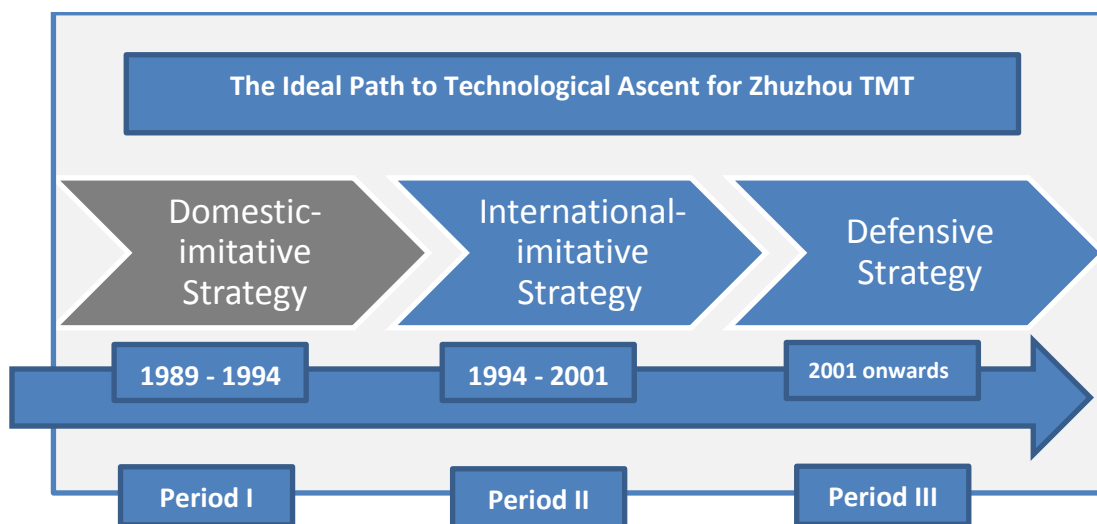 The Ideal Path to Technological Ascent for Zhuzhou TMT
Domestic-
imitative
Strategy
International-
imitative
Strategy
Defensive
Strategy
1989 - 1994
1994 - 2001
2001 onwards
Period I
Period II
Period III